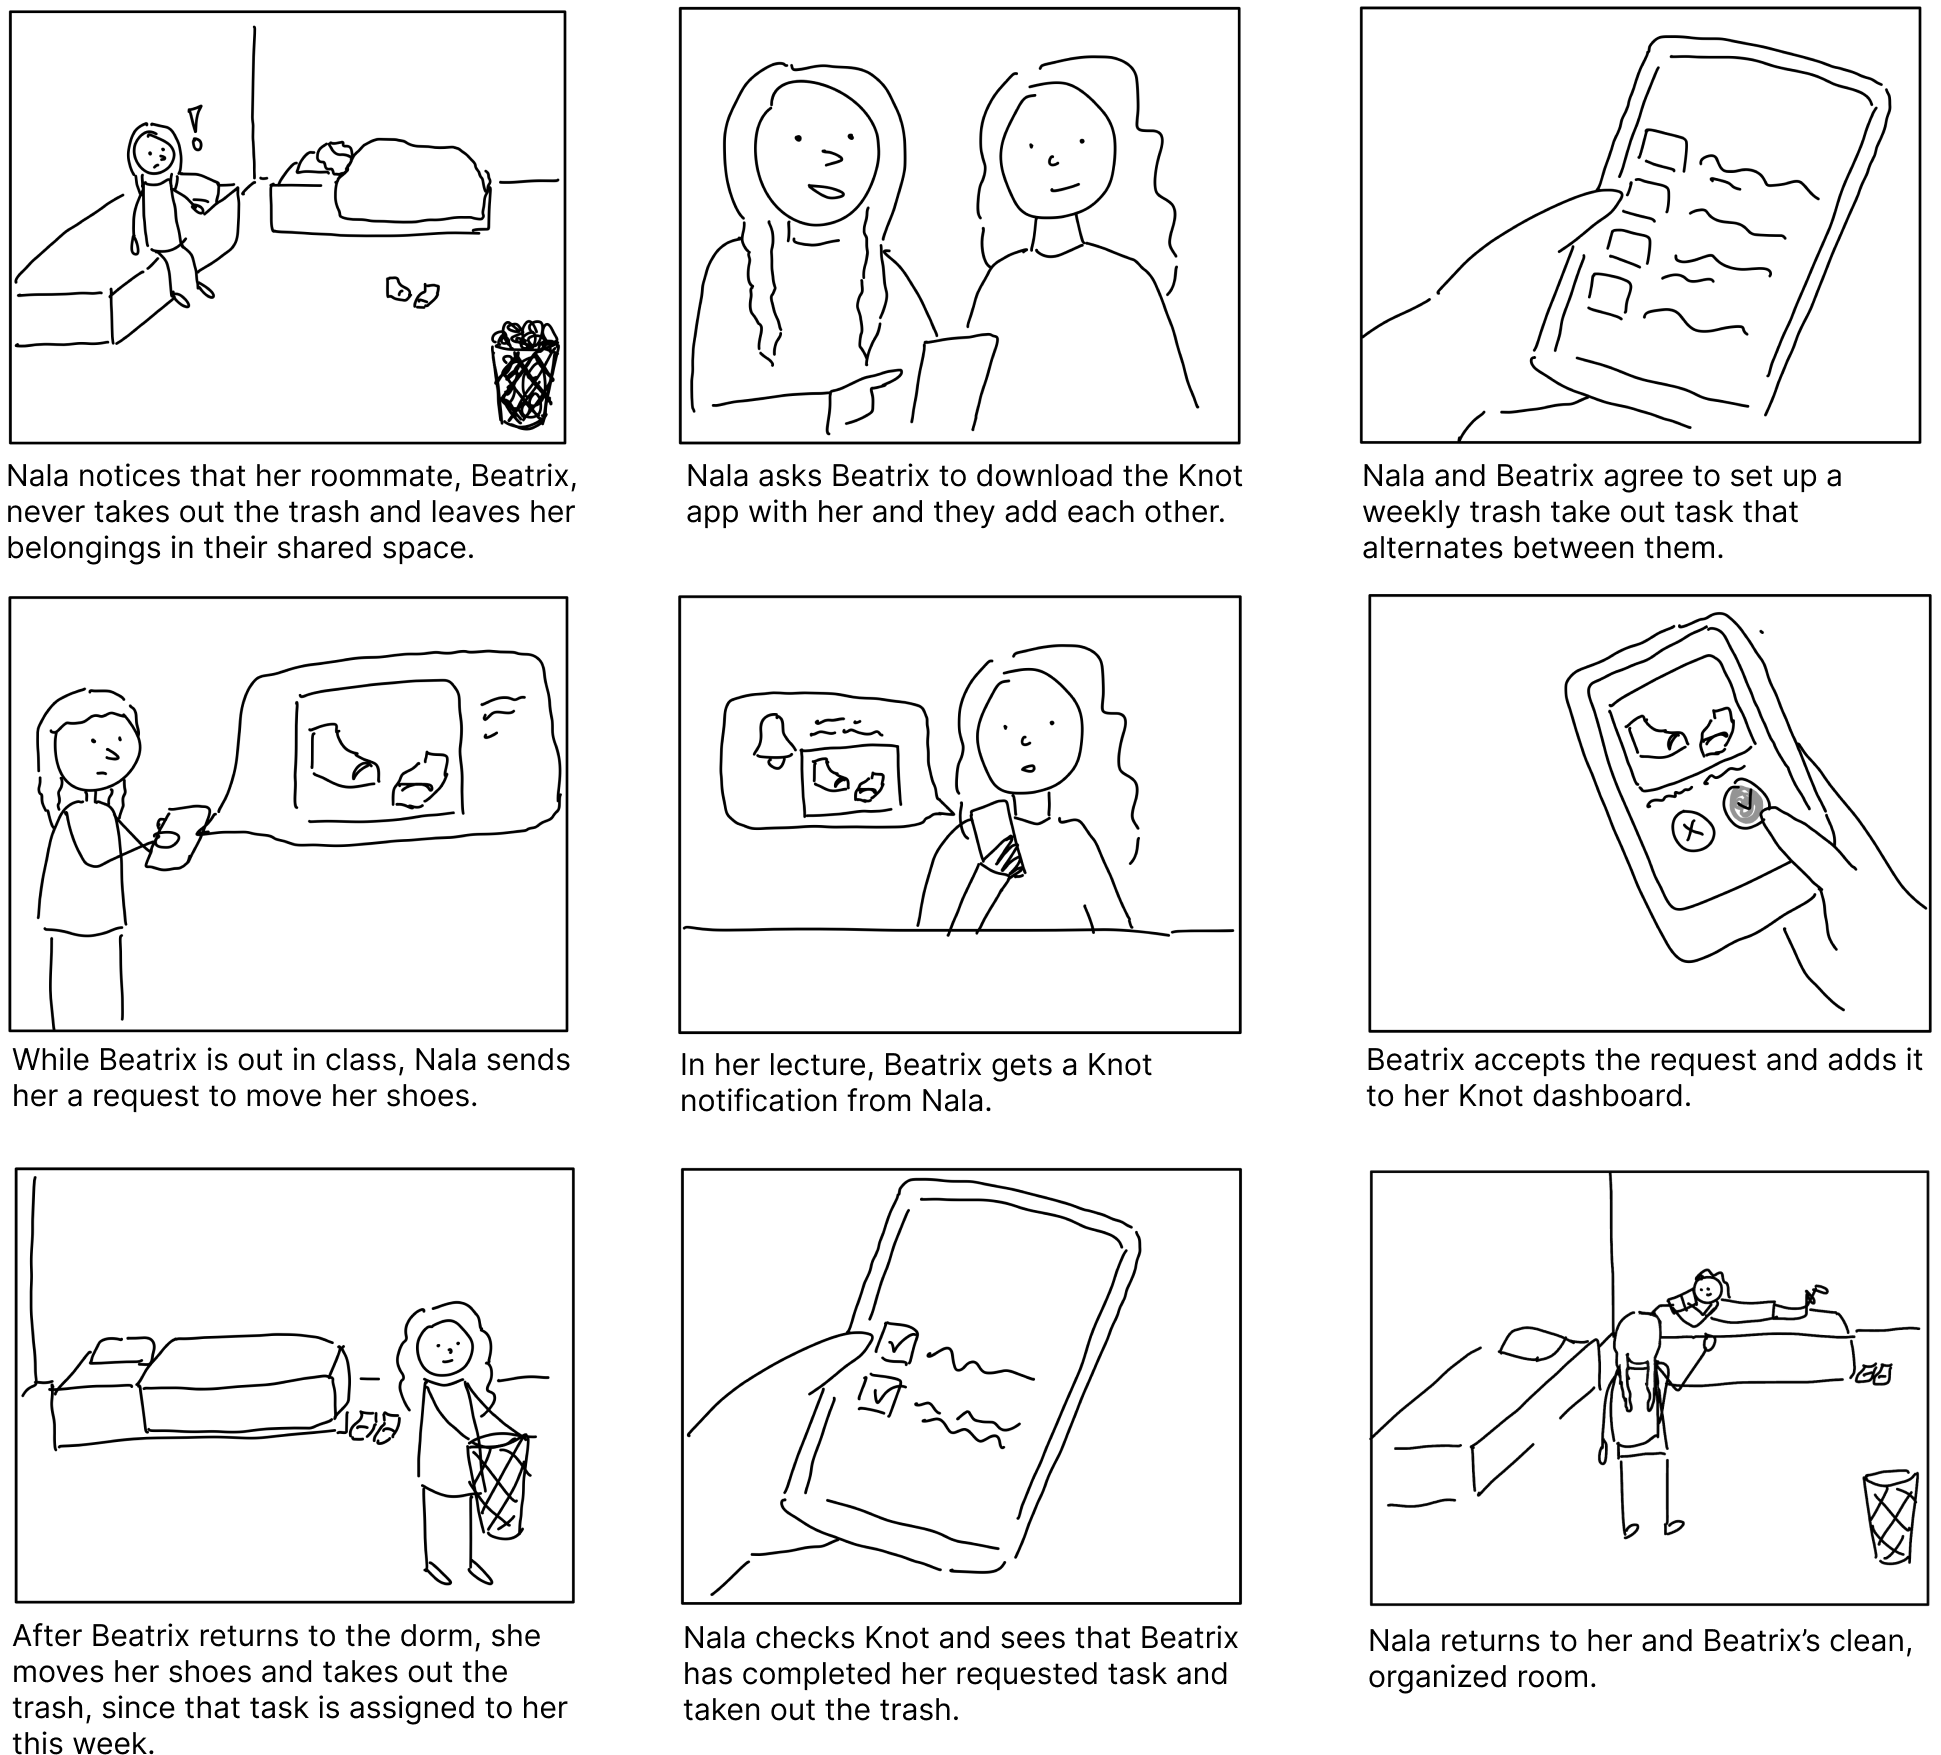 Nala notices that her roommate, Beatrix,
never takes out the trash and leaves her
belongings in their shared space.
Nala asks Beatrix to download the Knot
app with her and they add each other.
Nala and Beatrix agree to set up a
weekly trash take out task that
alternates between them.
While Beatrix is out in class, Nala sends
her a request to move her shoes.
In her lecture, Beatrix gets a Knot
notification from Nala.
Beatrix accepts the request and adds it
to her Knot dashboard.
After Beatrix returns to the dorm, she
moves her shoes and takes out the
trash, since that task is assigned to her
this week.
Nala checks Knot and sees that Beatrix
has completed her requested task and
taken out the trash.
Nala returns to her and Beatrix’s clean,
organized room.